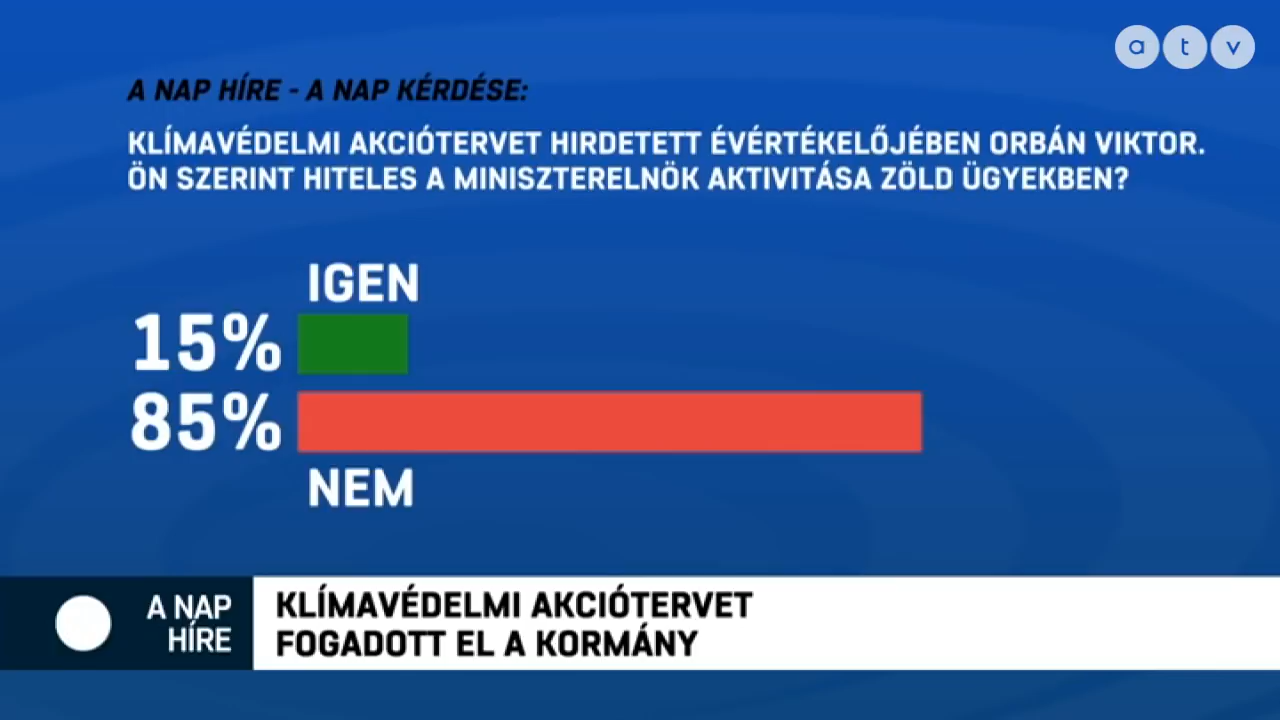 atv
A NAP HÍRE - A NAP KÉRDÉSE:
KLÍMAVÉDELMI AKCIÓTERVET HIRDETETT ÉVÉRTÉKELŐJÉBEN ORBÁN VIKTOR.
ÖN SZERINT HITELES A MINISZTERELNÖK AKTIVITÁSA ZÖLD ÜGYEKBEN?
IGEN
15%
85%
NEM
A NAP
HÍRE
KLÍMAVÉDELMI AKCIÓTERVET
FOGADOTT EL A KORMÁNY